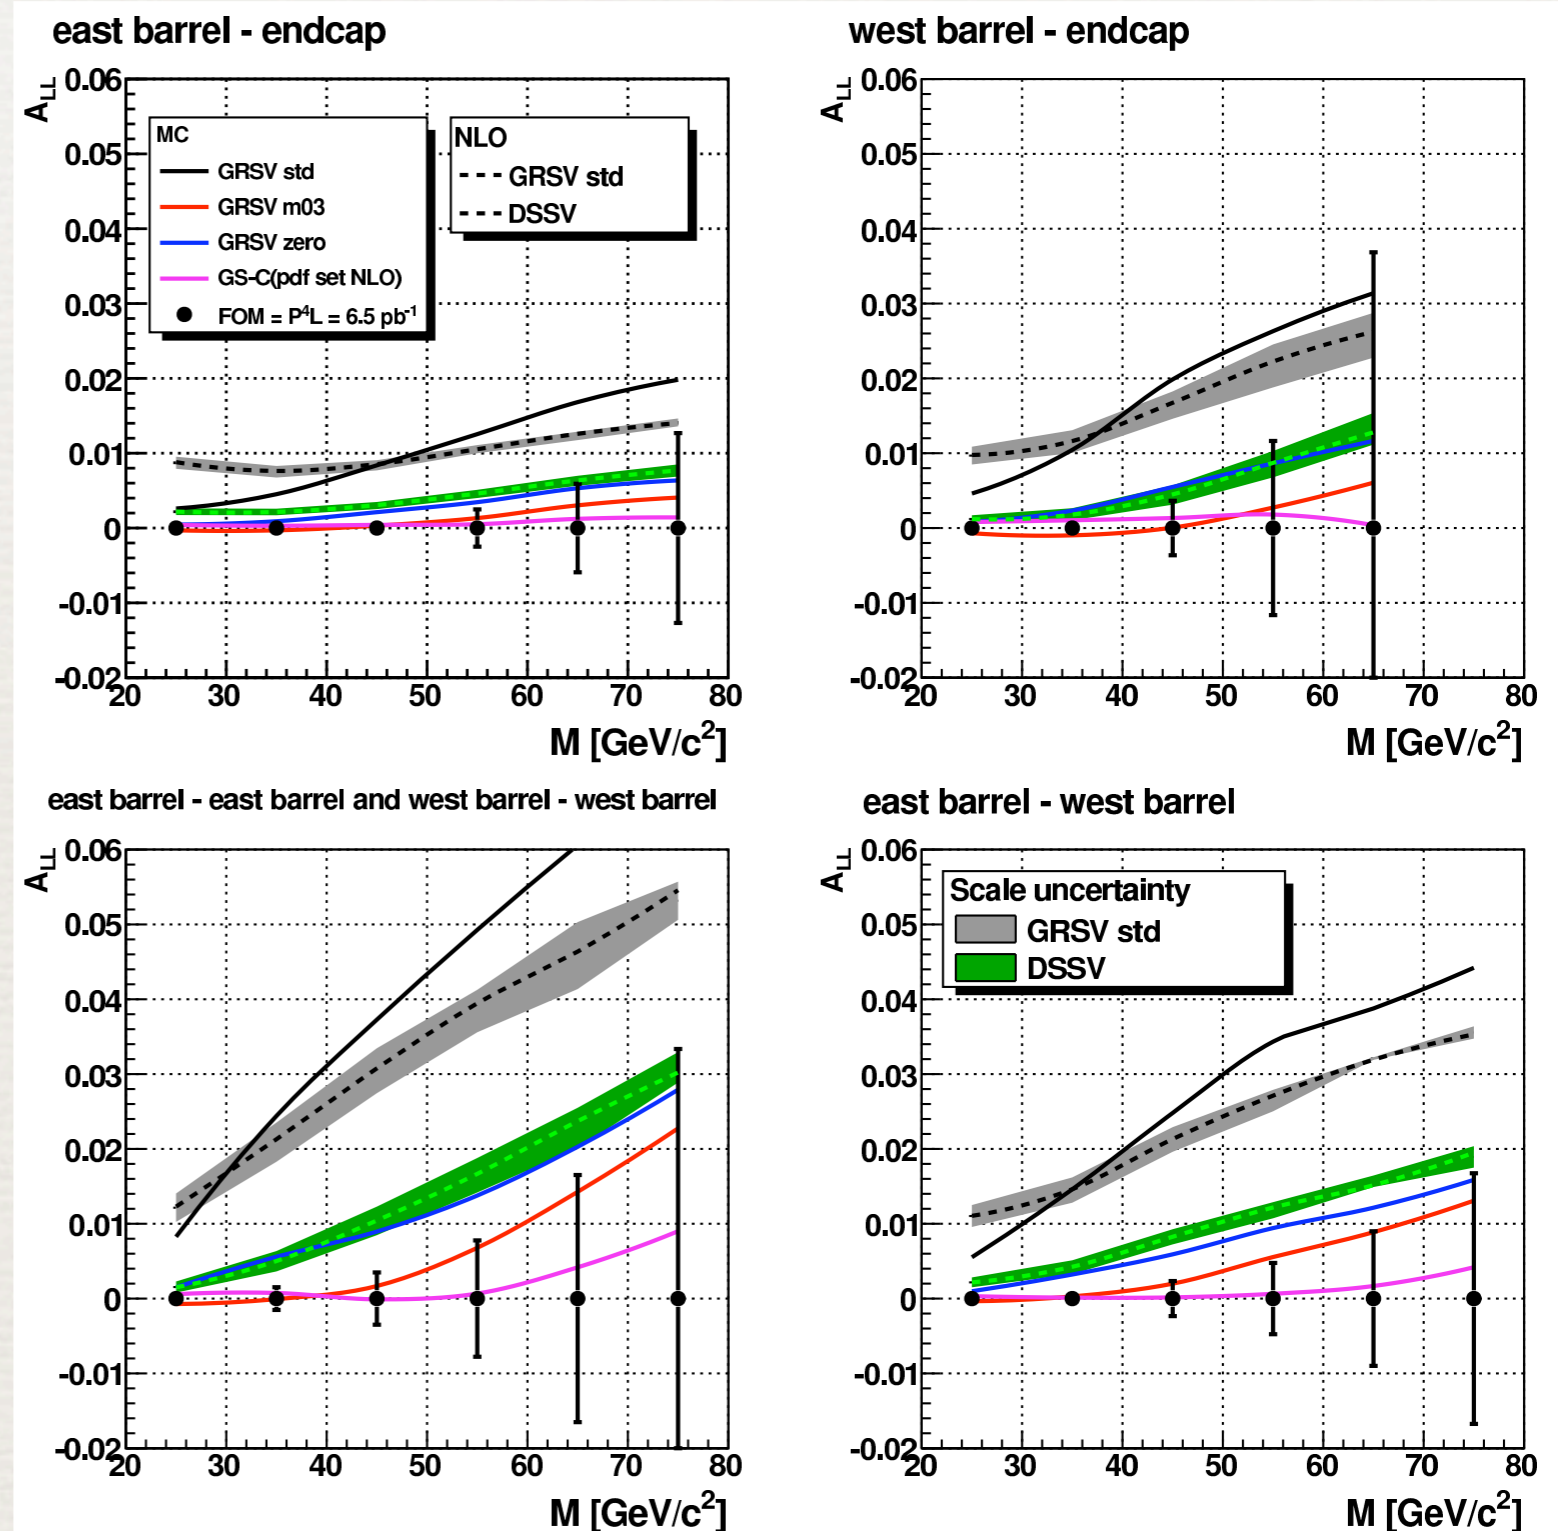 east barrel - endcap
A_LL
0.06
0.05
0.04
0.03
0.02
0.01
0
-0.01
-0.02
20 30 40 50 60 70 80
M [GeV/c²]
MC
GRSV std
GRSV m03
GRSV zero
GS-C(pdf set NLO)
FOM = P⁴L = 6.5 pb⁻¹
NLO
GRSV std
DSSV
west barrel - endcap
A_LL
0.06
0.05
0.04
0.03
0.02
0.01
0
-0.01
-0.02
20 30 40 50 60 70 80
M [GeV/c²]
east barrel - east barrel and west barrel - west barrel
A_LL
0.06
0.05
0.04
0.03
0.02
0.01
0
-0.01
-0.02
20 30 40 50 60 70 80
M [GeV/c²]
east barrel - west barrel
A_LL
0.06
0.05
0.04
0.03
0.02
0.01
0
-0.01
-0.02
20 30 40 50 60 70 80
M [GeV/c²]
Scale uncertainty
GRSV std
DSSV